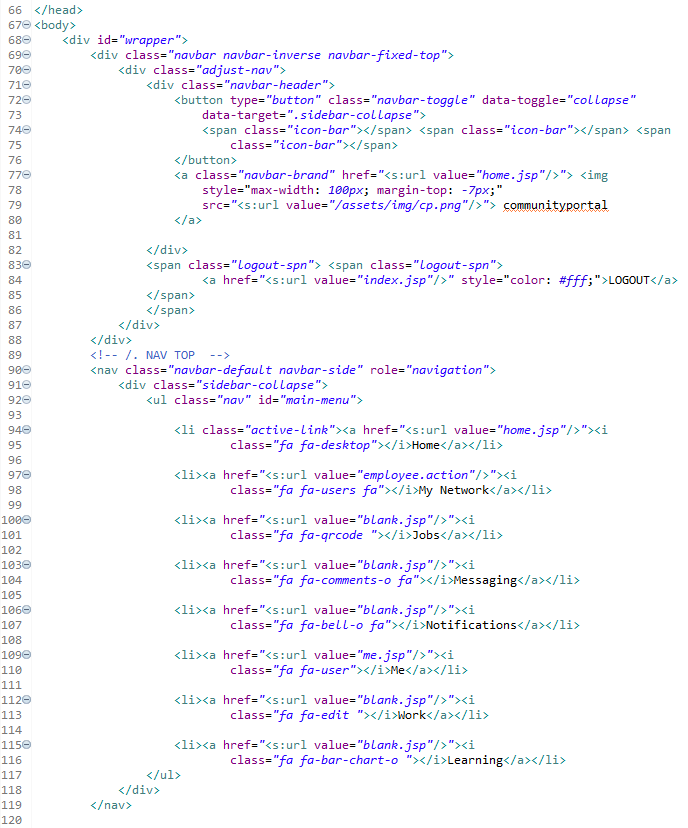 66 </head>
67 <body>
68     <div id="wrapper">
69         <div class="navbar navbar-inverse navbar-fixed-top">
70             <div class="adjust-nav">
71                 <div class="navbar-header">
72                     <button type="button" class="navbar-toggle" data-toggle="collapse"
73                         data-target=".sidebar-collapse">
74                         <span class="icon-bar"></span> <span class="icon-bar"></span> <span
75                             class="icon-bar"></span>
76                     </button>
77                     <a class="navbar-brand" href="<s:url value="home.jsp"/>"> <img
78                         style="max-width: 100px; margin-top: -7px;"
79                         src="<s:url value="/assets/img/cp.png"/>"> communityportal
80                     </a>
81
82                 </div>
83                 <span class="logout-spn"> <span class="logout-spn">
84                         <a href="<s:url value="index.jsp"/>" style="color: #fff;">LOGOUT</a>
85                 </span>
86                 </span>
87             </div>
88         </div>
89         <!-- /. NAV TOP  -->
90         <nav class="navbar-default navbar-side" role="navigation">
91             <div class="sidebar-collapse">
92                 <ul class="nav" id="main-menu">
93
94                     <li class="active-link"><a href="<s:url value="home.jsp"/>"><i
95                             class="fa fa-desktop"></i>Home</a></li>
96
97                     <li><a href="<s:url value="employee.action"/>"><i
98                             class="fa fa-users fa"></i>My Network</a></li>
99
100                     <li><a href="<s:url value="blank.jsp"/>"><i
101                             class="fa fa-qrcode "></i>Jobs</a></li>
102
103                     <li><a href="<s:url value="blank.jsp"/>"><i
104                             class="fa fa-comments-o fa"></i>Messaging</a></li>
105
106                     <li><a href="<s:url value="blank.jsp"/>"><i
107                             class="fa fa-bell-o fa"></i>Notifications</a></li>
108
109                     <li><a href="<s:url value="me.jsp"/>"><i
110                             class="fa fa-user"></i>Me</a></li>
111
112                     <li><a href="<s:url value="blank.jsp"/>"><i
113                             class="fa fa-edit "></i>Work</a></li>
114
115                     <li><a href="<s:url value="blank.jsp"/>"><i
116                             class="fa fa-bar-chart-o "></i>Learning</a></li>
117                 </ul>
118             </div>
119         </nav>
120